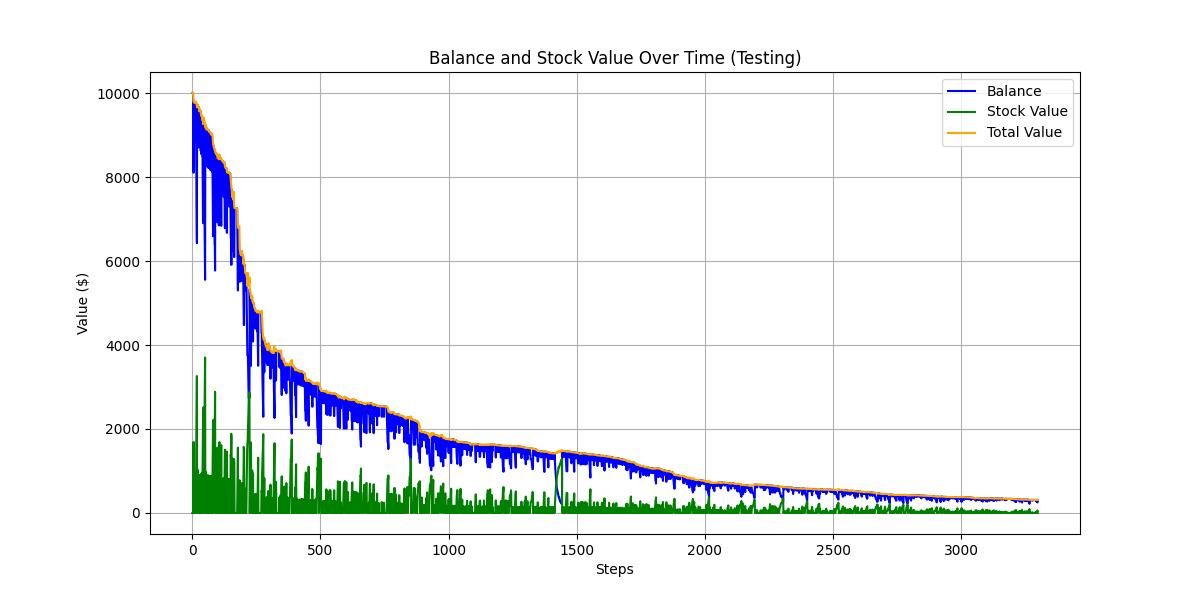 Balance and Stock Value Over Time (Testing)
Balance
Stock Value
Total Value
Value ($)
10000
8000
6000
4000
2000
0
0 500 1000 1500 2000 2500 3000
Steps